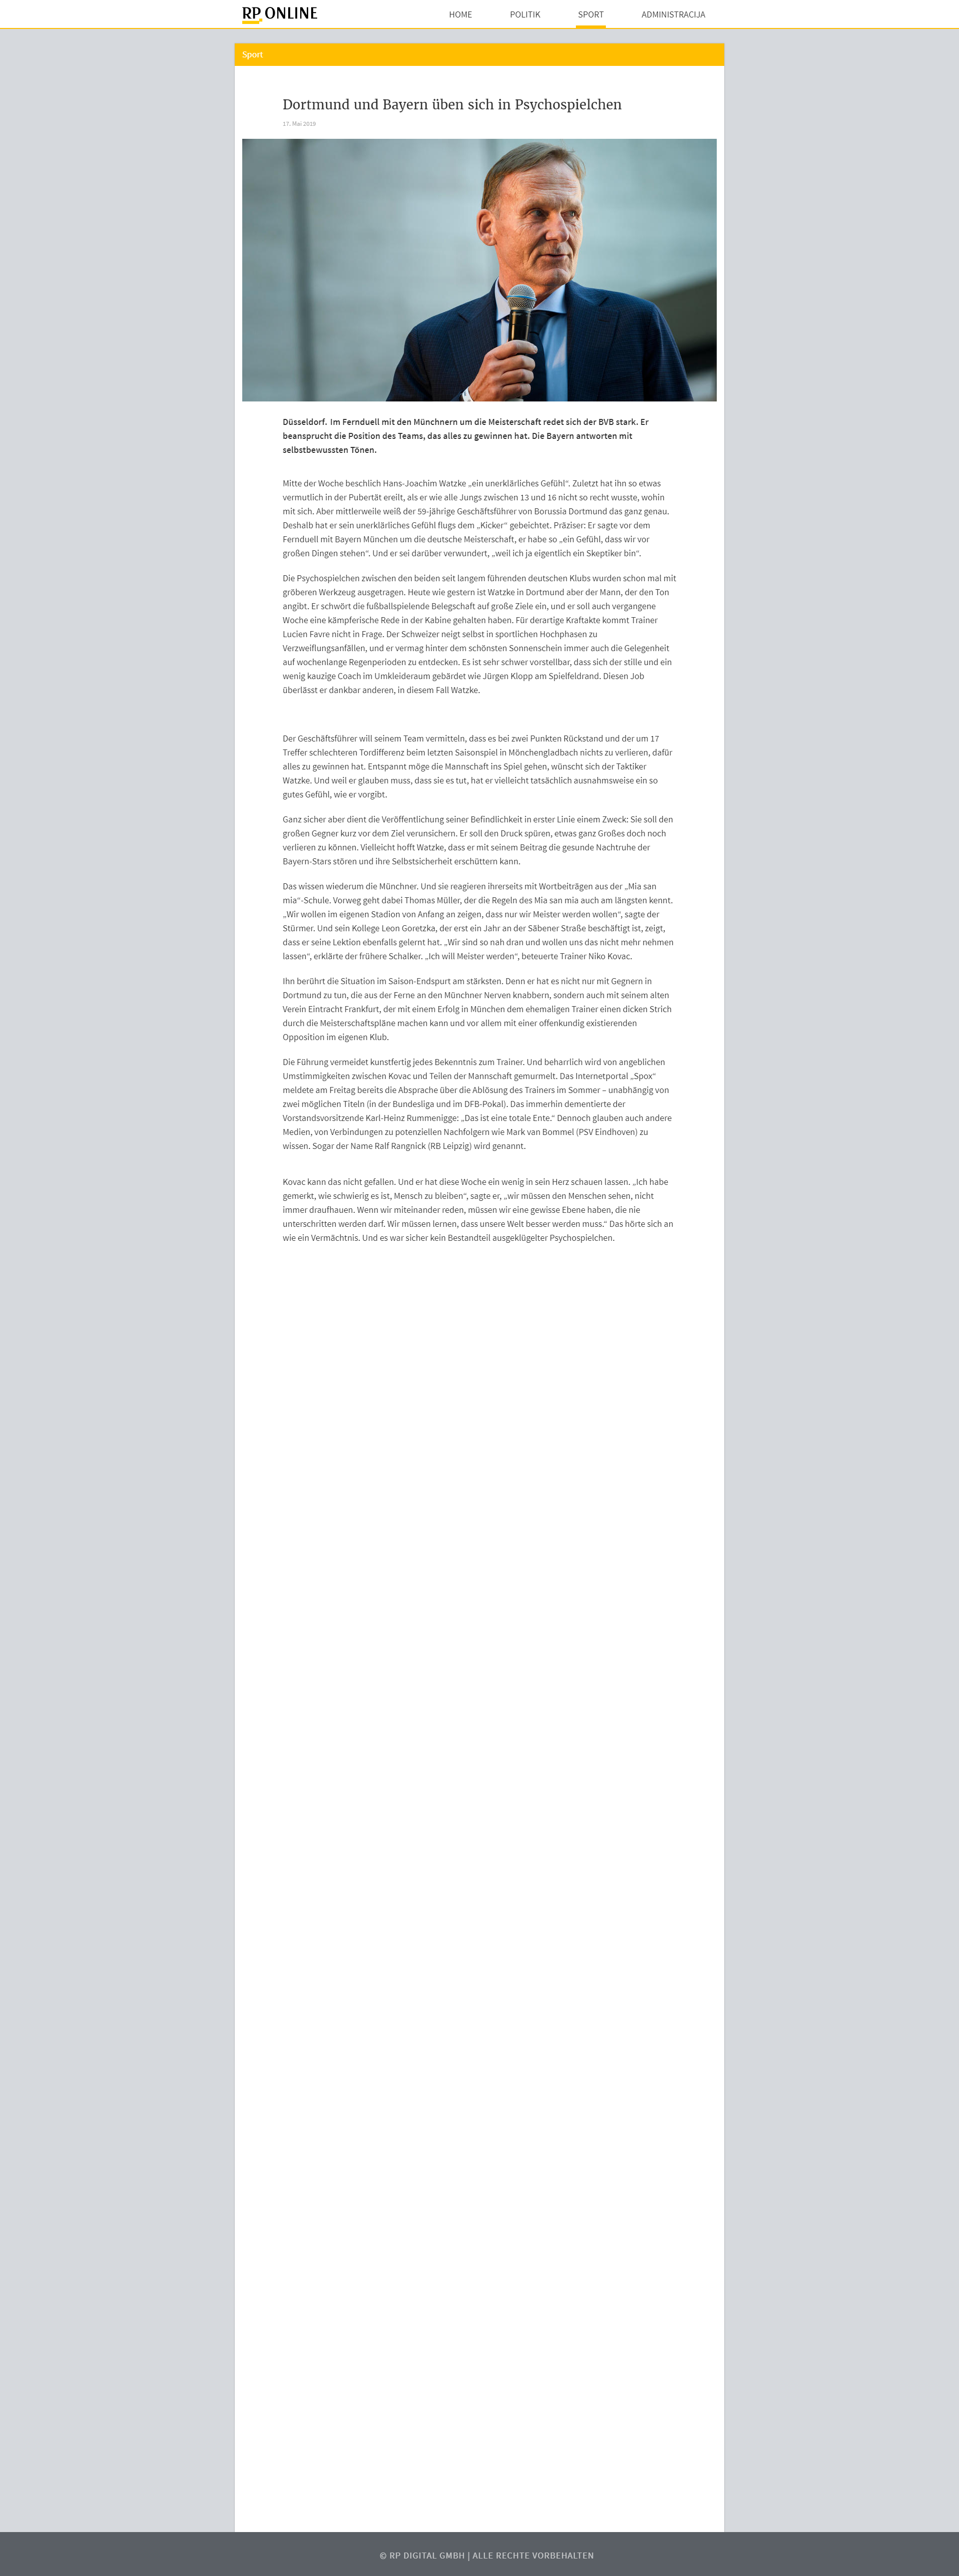 RP ONLINE
HOME POLITIK SPORT ADMINISTRACIJA
Sport
Dortmund und Bayern üben sich in Psychospielchen
17. Mai 2019
Düsseldorf. Im Fernduell mit den Münchnern um die Meisterschaft redet sich der BVB stark. Er
beansprucht die Position des Teams, das alles zu gewinnen hat. Die Bayern antworten mit
selbstbewussten Tönen.
Mitte der Woche beschlich Hans-Joachim Watzke „ein unerklärliches Gefühl“. Zuletzt hat ihn so etwas
vermutlich in der Pubertät ereilt, als er wie alle Jungs zwischen 13 und 16 nicht so recht wusste, wohin
mit sich. Aber mittlerweile weiß der 59-jährige Geschäftsführer von Borussia Dortmund das ganz genau.
Deshalb hat er sein unerklärliches Gefühl flugs dem „Kicker“ gebeichtet. Präziser: Er sagte vor dem
Fernduell mit Bayern München um die deutsche Meisterschaft, er habe so „ein Gefühl, dass wir vor
großen Dingen stehen“. Und er sei darüber verwundert, „weil ich ja eigentlich ein Skeptiker bin“.
Die Psychospielchen zwischen den beiden seit langem führenden deutschen Klubs wurden schon mal mit
gröberen Werkzeug ausgetragen. Heute wie gestern ist Watzke in Dortmund aber der Mann, der den Ton
angibt. Er schwört die fußballspielende Belegschaft auf große Ziele ein, und er soll auch vergangene
Woche eine kämpferische Rede in der Kabine gehalten haben. Für derartige Kraftakte kommt Trainer
Lucien Favre nicht in Frage. Der Schweizer neigt selbst in sportlichen Hochphasen zu
Verzweiflungsanfällen, und er vermag hinter dem schönsten Sonnenschein immer auch die Gelegenheit
auf wochenlange Regenperioden zu entdecken. Es ist sehr schwer vorstellbar, dass sich der stille und ein
wenig kauzige Coach im Umkleideraum gebärdet wie Jürgen Klopp am Spielfeldrand. Diesen Job
überlässt er dankbar anderen, in diesem Fall Watzke.
Der Geschäftsführer will seinem Team vermitteln, dass es bei zwei Punkten Rückstand und der um 17
Treffer schlechteren Tordifferenz beim letzten Saisonspiel in Mönchengladbach nichts zu verlieren, dafür
alles zu gewinnen hat. Entspannt möge die Mannschaft ins Spiel gehen, wünscht sich der Taktiker
Watzke. Und weil er glauben muss, dass sie es tut, hat er vielleicht tatsächlich ausnahmsweise ein so
gutes Gefühl, wie er vorgibt.
Ganz sicher aber dient die Veröffentlichung seiner Befindlichkeit in erster Linie einem Zweck: Sie soll den
großen Gegner kurz vor dem Ziel verunsichern. Er soll den Druck spüren, etwas ganz Großes doch noch
verlieren zu können. Vielleicht hofft Watzke, dass er mit seinem Beitrag die gesunde Nachtruhe der
Bayern-Stars stören und ihre Selbstsicherheit erschüttern kann.
Das wissen wiederum die Münchner. Und sie reagieren ihrerseits mit Wortbeiträgen aus der „Mia san
mia“-Schule. Vorweg geht dabei Thomas Müller, der die Regeln des Mia san mia auch am längsten kennt.
„Wir wollen im eigenen Stadion von Anfang an zeigen, dass nur wir Meister werden wollen“, sagte der
Stürmer. Und sein Kollege Leon Goretzka, der erst ein Jahr an der Säbener Straße beschäftigt ist, zeigt,
dass er seine Lektion ebenfalls gelernt hat. „Wir sind so nah dran und wollen uns das nicht mehr nehmen
lassen“, erklärte der frühere Schalker. „Ich will Meister werden“, beteuerte Trainer Niko Kovac.
Ihn berührt die Situation im Saison-Endspurt am stärksten. Denn er hat es nicht nur mit Gegnern in
Dortmund zu tun, die aus der Ferne an den Münchner Nerven knabbern, sondern auch mit seinem alten
Verein Eintracht Frankfurt, der mit einem Erfolg in München dem ehemaligen Trainer einen dicken Strich
durch die Meisterschaftspläne machen kann und vor allem mit einer offenkundig existierenden
Opposition im eigenen Klub.
Die Führung vermeidet kunstfertig jedes Bekenntnis zum Trainer. Und beharrlich wird von angeblichen
Umstimmigkeiten zwischen Kovac und Teilen der Mannschaft gemurmelt. Das Internetportal „Spox“
meldete am Freitag bereits die Absprache über die Ablösung des Trainers im Sommer – unabhängig von
zwei möglichen Titeln (in der Bundesliga und im DFB-Pokal). Das immerhin dementierte der
Vorstandsvorsitzende Karl-Heinz Rummenigge: „Das ist eine totale Ente.“ Dennoch glauben auch andere
Medien, von Verbindungen zu potenziellen Nachfolgern wie Mark van Bommel (PSV Eindhoven) zu
wissen. Sogar der Name Ralf Rangnick (RB Leipzig) wird genannt.
Kovac kann das nicht gefallen. Und er hat diese Woche ein wenig in sein Herz schauen lassen. „Ich habe
gemerkt, wie schwierig es ist, Mensch zu bleiben“, sagte er, „wir müssen den Menschen sehen, nicht
immer draufhauen. Wenn wir miteinander reden, müssen wir eine gewisse Ebene haben, die nie
unterschritten werden darf. Wir müssen lernen, dass unsere Welt besser werden muss.“ Das hörte sich an
wie ein Vermächtnis. Und es war sicher kein Bestandteil ausgeklügelter Psychospielchen.
© RP DIGITAL GMBH | ALLE RECHTE VORBEHALTEN